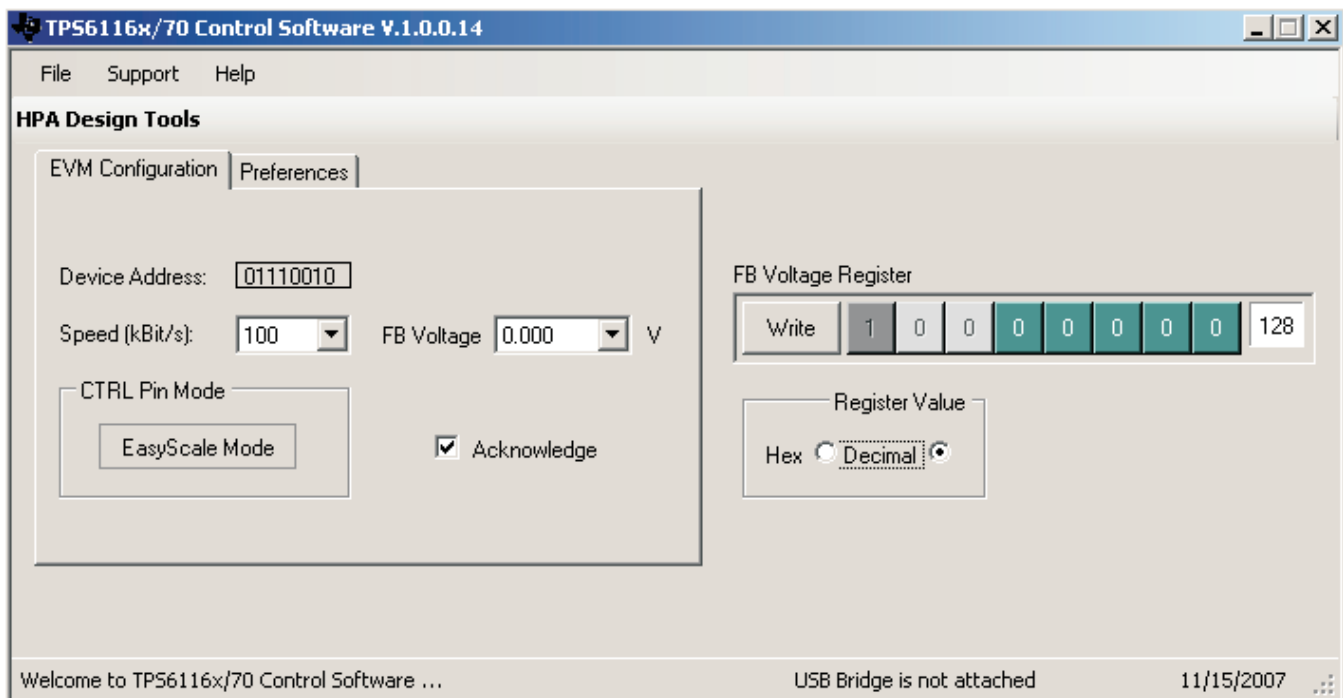 TPS6116x/70 Control Software V.1.0.0.14
File Support Help
HPA Design Tools
EVM Configuration Preferences
Device Address: 01110010
Speed (kBit/s): 100 FB Voltage 0.000 V
CTRL Pin Mode
EasyScale Mode
Acknowledge
FB Voltage Register
Write 1 0 0 0 0 0 0 0 128
Register Value
Hex Decimal
Welcome to TPS6116x/70 Control Software ... USB Bridge is not attached 11/15/2007